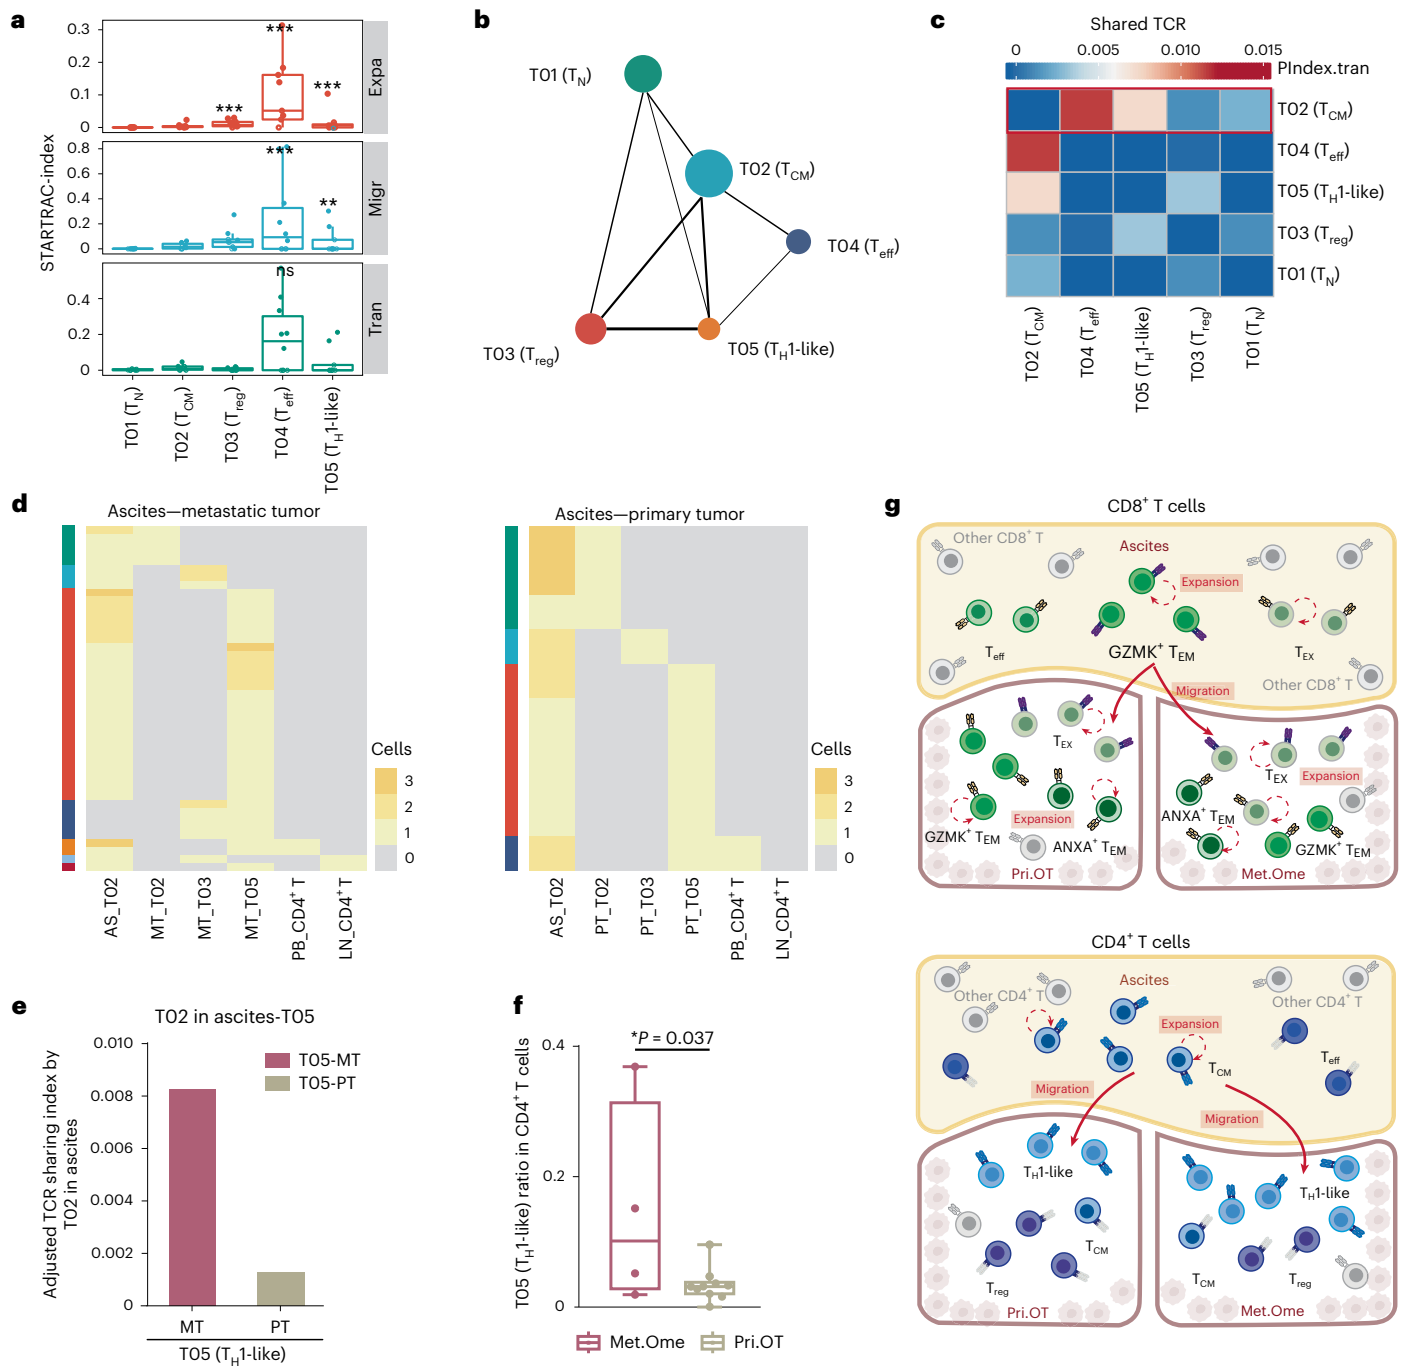 a
STARTRAC-index
0.3
0.2
0.1
0
***
***
***
Expa
0.8
0.6
0.4
0.2
0
***
**
Migr
0.4
0.2
0
ns
Tran
T01 (TN)
T02 (TCM)
T03 (Treg)
T04 (Teff)
T05 (TH1-like)
b
T01 (TN)
T02 (TCM)
T04 (Teff)
T03 (Treg)
T05 (TH1-like)
c
Shared TCR
0 0.005 0.010 0.015
PIndex.tran
T02 (TCM)
T04 (Teff)
T05 (TH1-like)
T03 (Treg)
T01 (TN)
T02 (TCM)
T04 (Teff)
T05 (TH1-like)
T03 (Treg)
T01 (TN)
d
Ascites—metastatic tumor
Cells
3
2
1
0
AS_T02
MT_T02
MT_T03
MT_T05
PB_CD4+ T
LN_CD4+ T
Ascites—primary tumor
Cells
3
2
1
0
AS_T02
PT_T02
PT_T03
PT_T05
PB_CD4+ T
LN_CD4+ T
e
T02 in ascites-T05
Adjusted TCR sharing index by
T02 in ascites
0.010
0.008
0.006
0.004
0.002
0
T05-MT
T05-PT
MT PT
T05 (TH1-like)
f
T05 (TH1-like) ratio in CD4+ T cells
0.4
0.2
0
*P = 0.037
Met.Ome Pri.OT
g
CD8+ T cells
Other CD8+ T
Ascites
Expansion
Teff
GZMK+ TEM
TEX
Other CD8+ T
Migration
TEX
Expansion
GZMK+ TEM
ANXA+ TEM
Pri.OT
TEX
Expansion
ANXA+ TEM
GZMK+ TEM
Met.Ome
CD4+ T cells
Ascites
Other CD4+ T
Other CD4+ T
Expansion
Teff
TCM
Migration
Migration
TH1-like
TCM
Treg
Pri.OT
TH1-like
TCM
Treg
Met.Ome